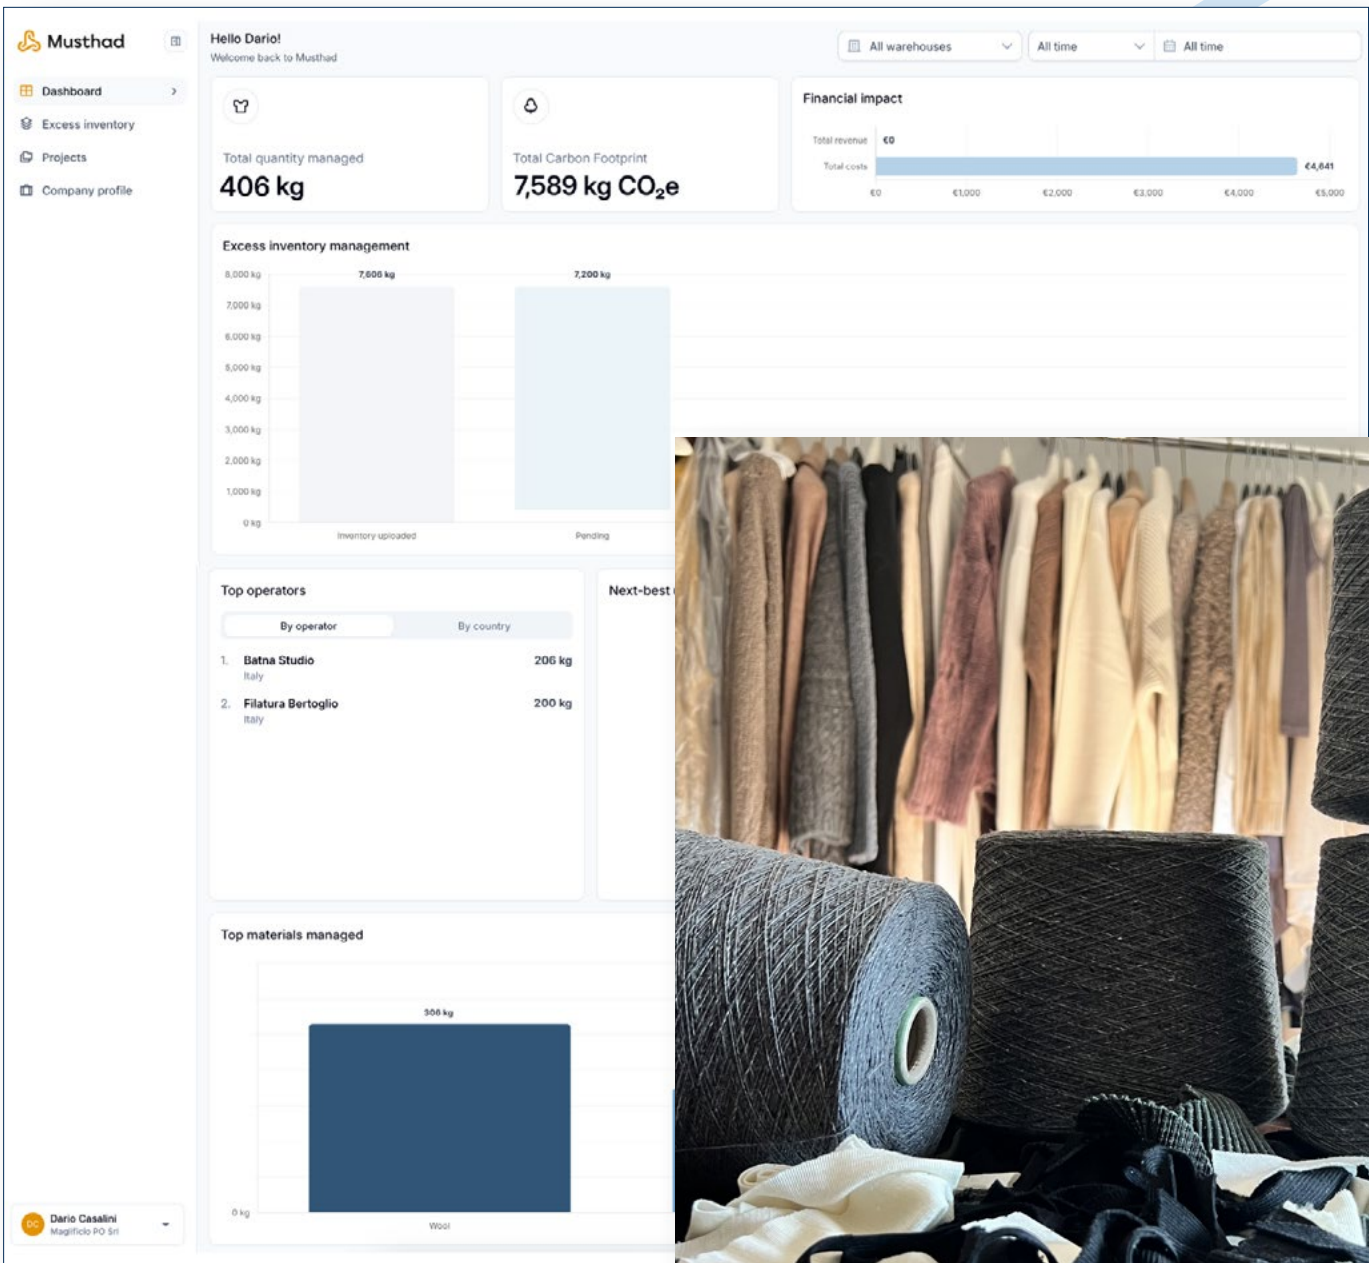 Musthad
Dashboard
Excess inventory
Projects
Company profile
Hello Dario!
Welcome back to Musthad
All warehouses
All time
All time
Total quantity managed
406 kg
Total Carbon Footprint
7,589 kg CO₂e
Financial impact
Total revenue €0
Total costs €4,641
€0 €1,000 €2,000 €3,000 €4,000 €5,000
Excess inventory management
8,000 kg
7,606 kg
7,200 kg
7,000 kg
6,000 kg
5,000 kg
4,000 kg
3,000 kg
2,000 kg
1,000 kg
0 kg
Inventory uploaded
Pending
Top operators
By operator
By country
1. Batna Studio 206 kg
Italy
2. Filatura Bertoglio 200 kg
Italy
Next-best
Top materials managed
306 kg
0 kg
Wool
DC
Dario Casalini
Maglificio PO Srl